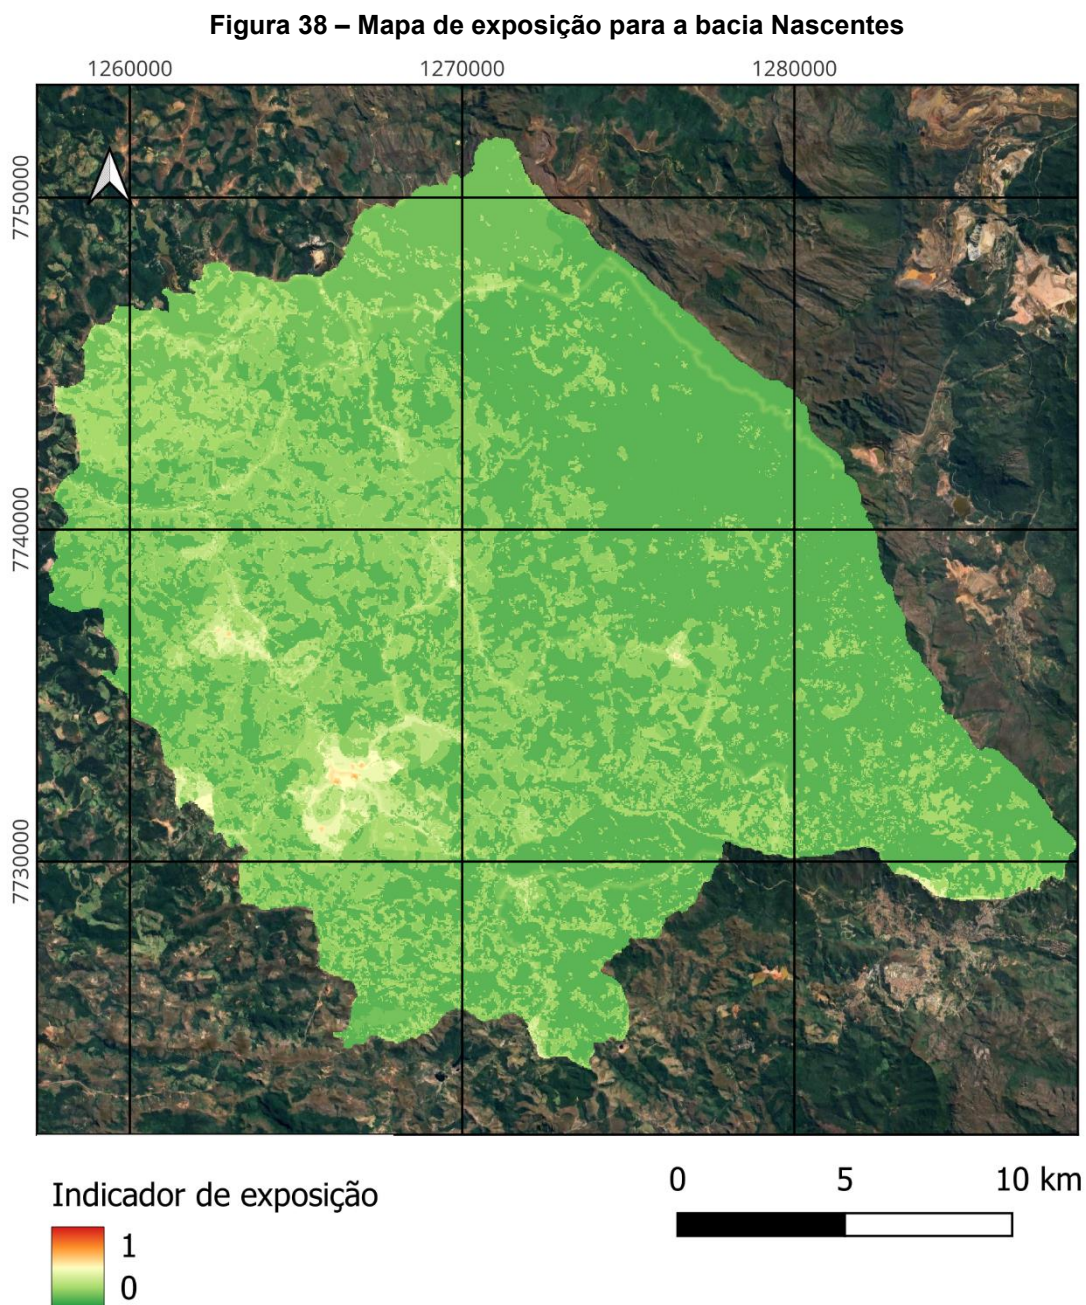 Figura 38 – Mapa de exposição para a bacia Nascentes
1260000 1270000 1280000
7750000
7740000
7730000
Indicador de exposição
1
0
0 5 10 km